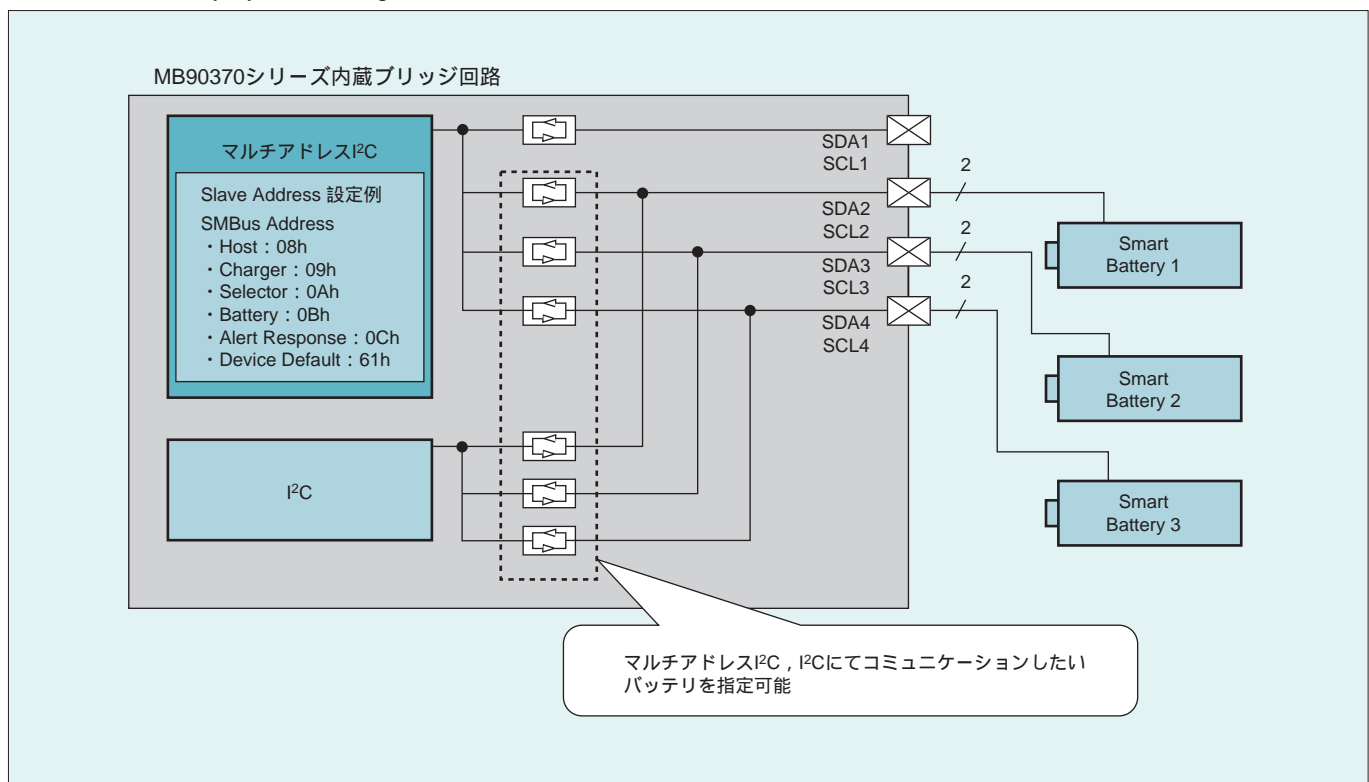 MB90370シリーズ内蔵ブリッジ回路
マルチアドレスI²C
Slave Address 設定例
SMBus Address
・Host：08h
・Charger：09h
・Selector：0Ah
・Battery：0Bh
・Alert Response：0Ch
・Device Default：61h
I²C
SDA1
SCL1
SDA2
SCL2
SDA3
SCL3
SDA4
SCL4
2
2
2
Smart
Battery 1
Smart
Battery 2
Smart
Battery 3
マルチアドレスI²C，I²Cにてコミュニケーションしたい
バッテリを指定可能